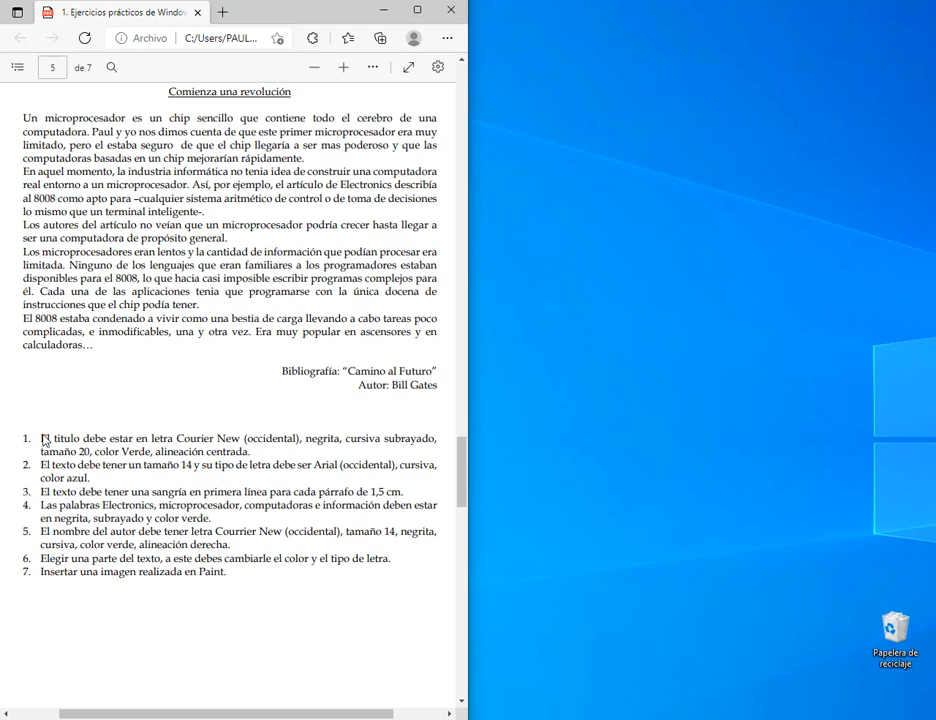 1. Ejercicios prácticos de Window
Archivo
C:/Users/PAUL...
5
de 7
Comienza una revolución
Un microprocesador es un chip sencillo que contiene todo el cerebro de una
computadora. Paul y yo nos dimos cuenta de que este primer microprocesador era muy
limitado, pero el estaba seguro de que el chip llegaría a ser mas poderoso y que las
computadoras basadas en un chip mejorarían rápidamente.
En aquel momento, la industria informática no tenia idea de construir una computadora
real entorno a un microprocesador. Así, por ejemplo, el artículo de Electronics describía
al 8008 como apto para –cualquier sistema aritmético de control o de toma de decisiones
lo mismo que un terminal inteligente-.
Los autores del artículo no veían que un microprocesador podría crecer hasta llegar a
ser una computadora de propósito general.
Los microprocesadores eran lentos y la cantidad de información que podían procesar era
limitada. Ninguno de los lenguajes que eran familiares a los programadores estaban
disponibles para el 8008, lo que hacia casi imposible escribir programas complejos para
él. Cada una de las aplicaciones tenia que programarse con la única docena de
instrucciones que el chip podía tener.
El 8008 estaba condenado a vivir como una bestia de carga llevando a cabo tareas poco
complicadas, e inmodificables, una y otra vez. Era muy popular en ascensores y en
calculadoras…
Bibliografía: “Camino al Futuro”
Autor: Bill Gates
1. El titulo debe estar en letra Courier New (occidental), negrita, cursiva subrayado,
tamaño 20, color Verde, alineación centrada.
2. El texto debe tener un tamaño 14 y su tipo de letra debe ser Arial (occidental), cursiva,
color azul.
3. El texto debe tener una sangría en primera línea para cada párrafo de 1,5 cm.
4. Las palabras Electronics, microprocesador, computadoras e información deben estar
en negrita, subrayado y color verde.
5. El nombre del autor debe tener letra Courrier New (occidental), tamaño 14, negrita,
cursiva, color verde, alineación derecha.
6. Elegir una parte del texto, a este debes cambiarle el color y el tipo de letra.
7. Insertar una imagen realizada en Paint.
Papelera de
reciclaje